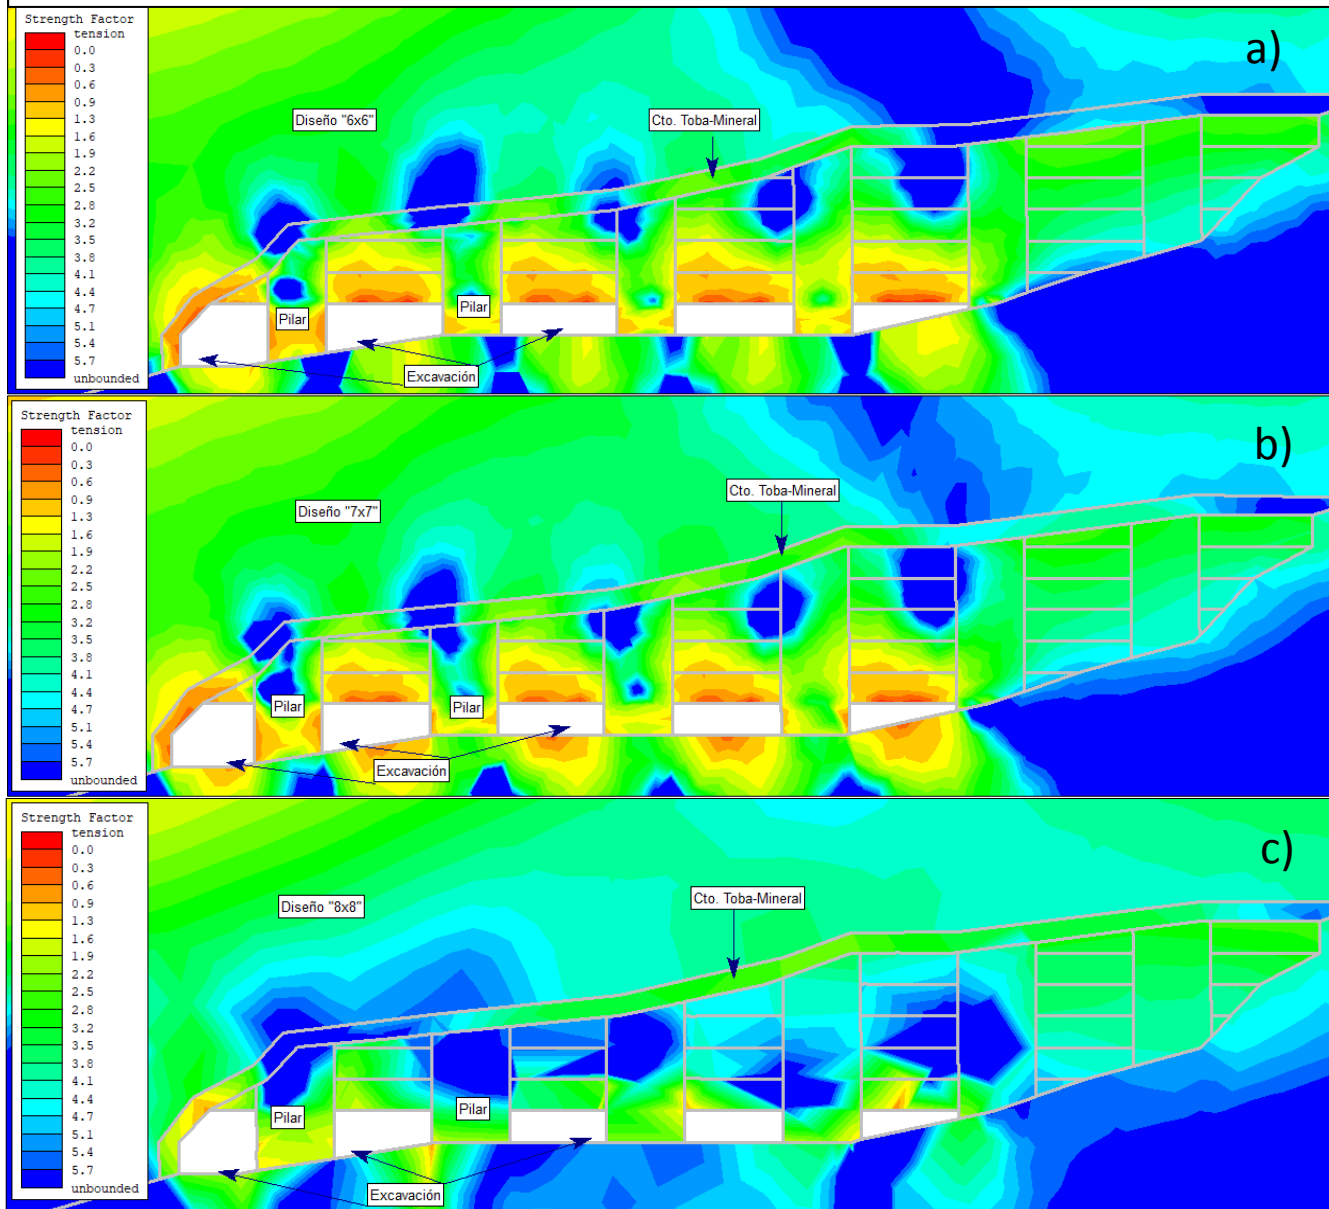 Strength Factor
tension
0.0
0.3
0.6
0.9
1.3
1.6
1.9
2.2
2.5
2.8
3.2
3.5
3.8
4.1
4.4
4.7
5.1
5.4
5.7
unbounded
a)
Diseño "6x6"
Cto. Toba-Mineral
Pilar
Pilar
Excavación
Strength Factor
tension
0.0
0.3
0.6
0.9
1.3
1.6
1.9
2.2
2.5
2.8
3.2
3.5
3.8
4.1
4.4
4.7
5.1
5.4
5.7
unbounded
b)
Cto. Toba-Mineral
Diseño "7x7"
Pilar
Pilar
Excavación
Strength Factor
tension
0.0
0.3
0.6
0.9
1.3
1.6
1.9
2.2
2.5
2.8
3.2
3.5
3.8
4.1
4.4
4.7
5.1
5.4
5.7
unbounded
c)
Cto. Toba-Mineral
Diseño "8x8"
Pilar
Pilar
Excavación